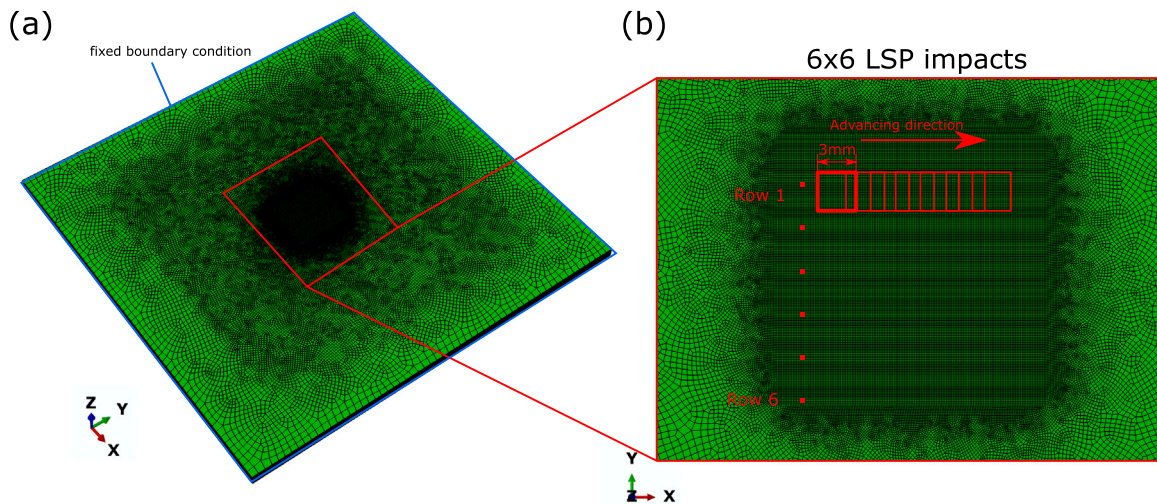 (a)
fixed boundary condition
Z
Y
X
(b)
6x6 LSP impacts
Advancing direction
3mm
Row 1
Row 6
Y
Z
X